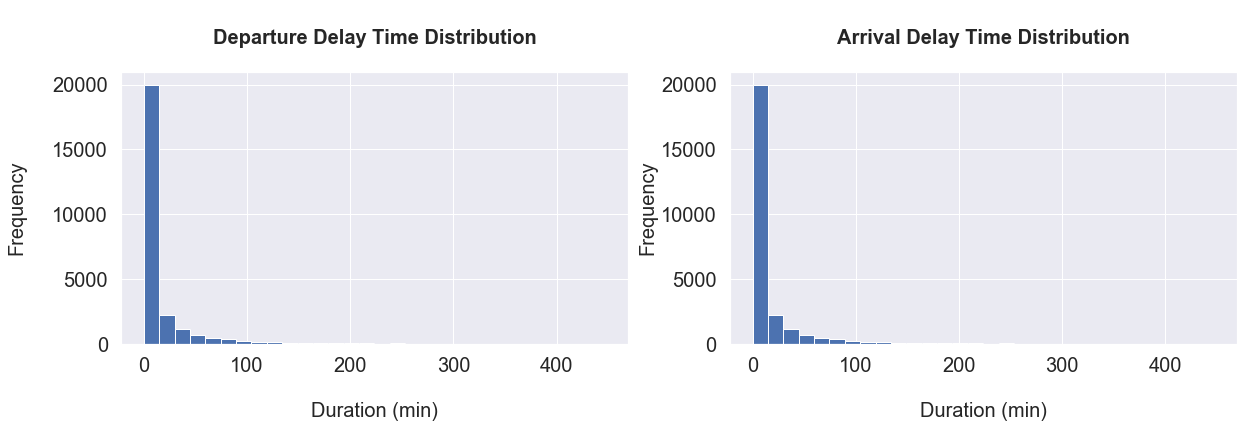 Departure Delay Time Distribution
20000
15000
10000
5000
0
Frequency
0 100 200 300 400
Duration (min)
Arrival Delay Time Distribution
20000
15000
10000
5000
0
Frequency
0 100 200 300 400
Duration (min)